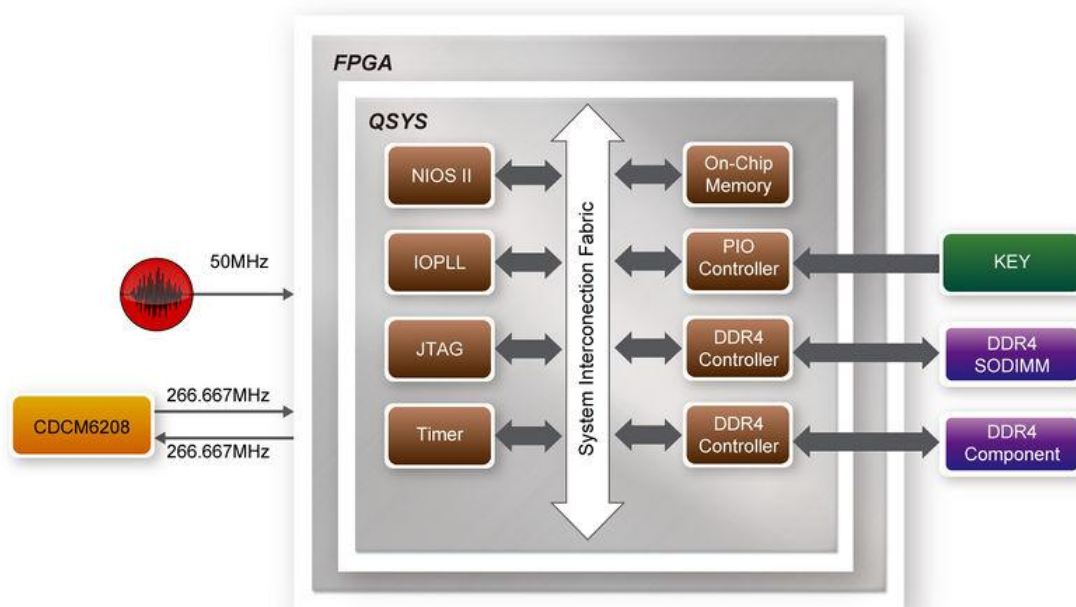 FPGA
QSYS
NIOS II
On-Chip
Memory
System Interconection Fabric
50MHz
IOPLL
PIO
Controller
KEY
JTAG
DDR4
Controller
DDR4
SODIMM
266.667MHz
CDCM6208
266.667MHz
Timer
DDR4
Controller
DDR4
Component